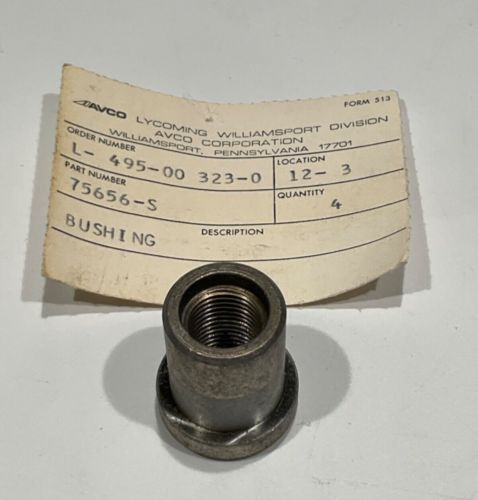 FORM 513
AVCO LYCOMING WILLIAMSPORT DIVISION
AVCO CORPORATION
WILLIAMSPORT, PENNSYLVANIA 17701
ORDER NUMBER
L- 495-00 323-0
LOCATION
12- 3
PART NUMBER
75656-S
QUANTITY
4
DESCRIPTION
BUSHING